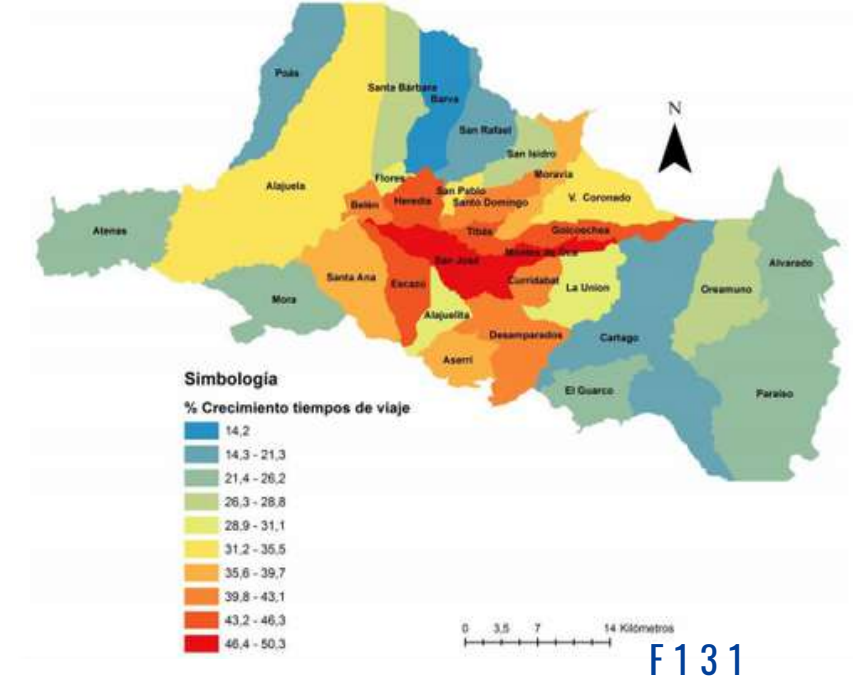 Poás
Santa Bárbara
Barva
N
San Rafael
San Isidro
Moravia
Flores
Alajuela
San Pablo
V. Coronado
Belén
Heredia
Santo Domingo
Atenas
Tibás
Goicoechea
Montes de Oca
San José
Alvarado
Santa Ana
Escazú
Curridabat
La Union
Oreamuno
Mora
Alajuelita
Desamparados
Cartago
Aserri
Simbología
El Guarco
Paraiso
% Crecimiento tiempos de viaje
14,2
14,3 - 21,3
21,4 - 26,2
26,3 - 28,8
28,9 - 31,1
31,2 - 35,5
35,6 - 39,7
39,8 - 43,1
43,2 - 46,3
46,4 - 50,3
0 3,5 7 14 Kilómetros
F131